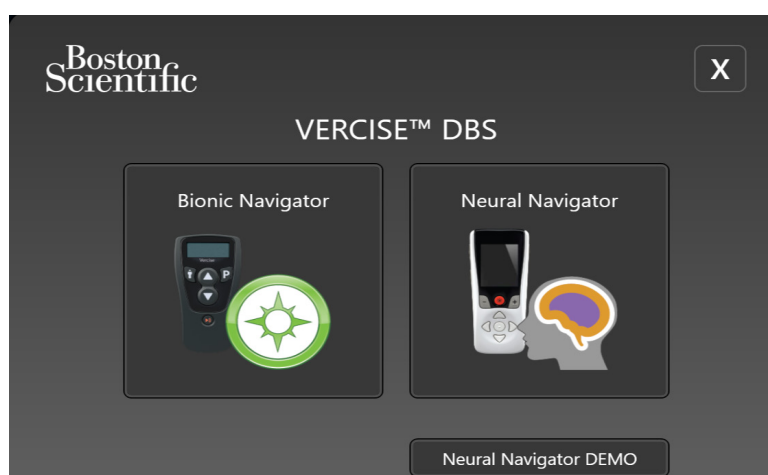 Boston
Scientific
X
VERCISE™ DBS
Bionic Navigator
Neural Navigator
P
Neural Navigator DEMO